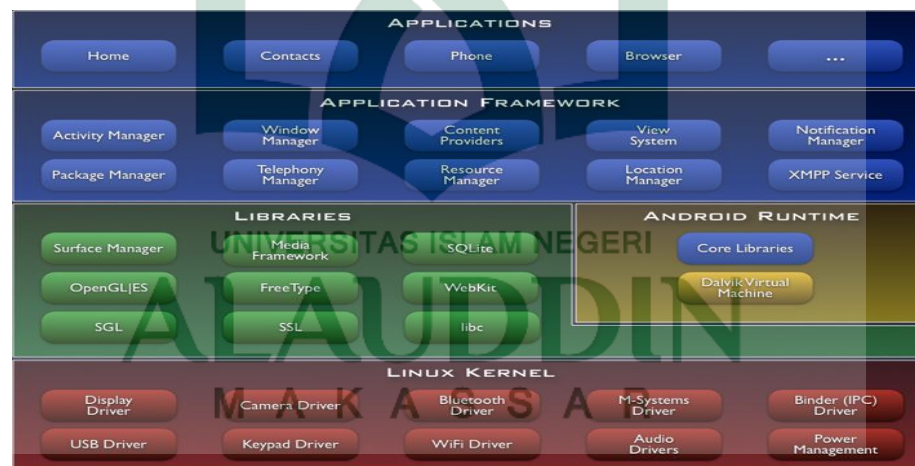 APPLICATIONS
Home Contacts Phone Browser ...
APPLICATION FRAMEWORK
Activity Manager Window Manager Content Providers View System Notification Manager
Package Manager Telephony Manager Resource Manager Location Manager XMPP Service
LIBRARIES
Surface Manager Media Framework SQLite
OpenGL|ES FreeType WebKit
SGL SSL libc
ANDROID RUNTIME
Core Libraries
Dalvik Virtual Machine
UNIVERSITAS ISLAM NEGERI
ALAUDDIN
MAKASSAR
LINUX KERNEL
Display Driver Camera Driver Bluetooth Driver M-Systems Driver Binder (IPC) Driver
USB Driver Keypad Driver WiFi Driver Audio Drivers Power Management